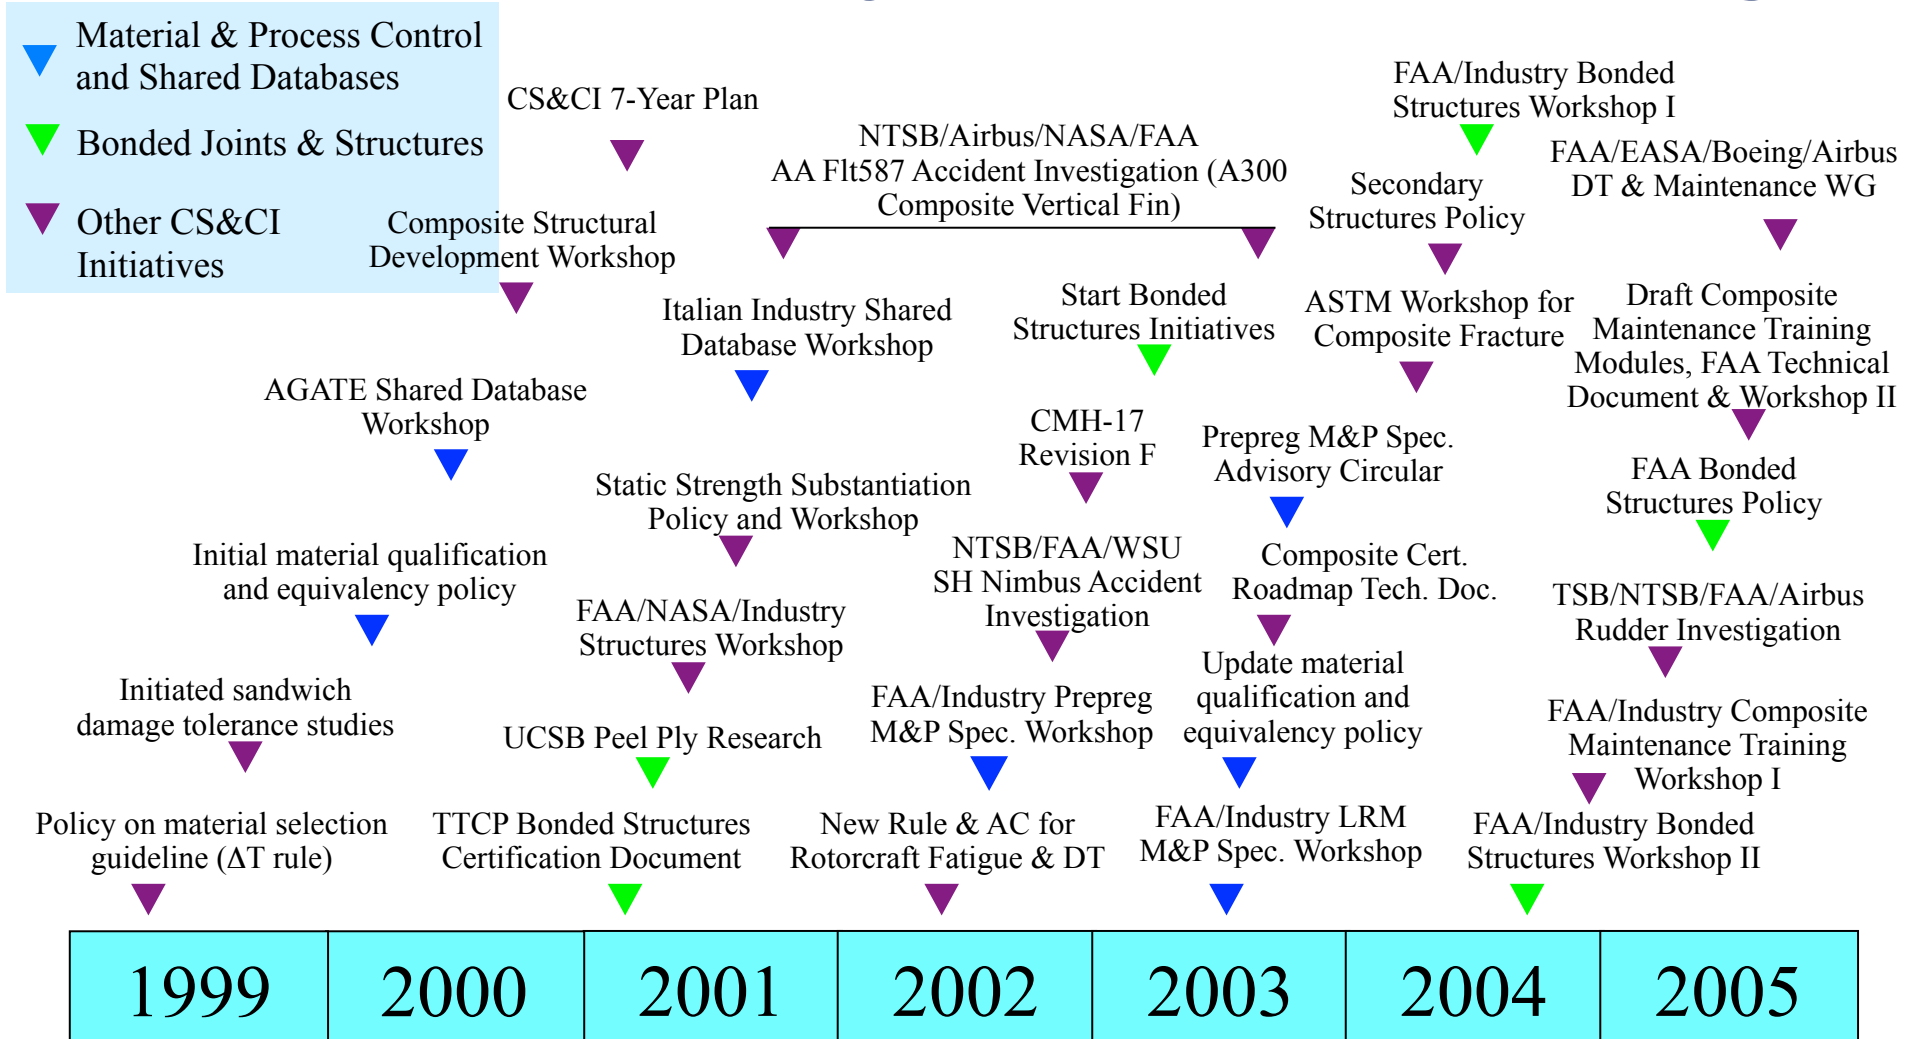 Material & Process Control
and Shared Databases
Bonded Joints & Structures
Other CS&CI
Initiatives
CS&CI 7-Year Plan
Composite Structural
Development Workshop
AGATE Shared Database
Workshop
Initial material qualification
and equivalency policy
Initiated sandwich
damage tolerance studies
Policy on material selection
guideline (ΔT rule)
NTSB/Airbus/NASA/FAA
AA Flt587 Accident Investigation (A300
Composite Vertical Fin)
Italian Industry Shared
Database Workshop
Static Strength Substantiation
Policy and Workshop
FAA/NASA/Industry
Structures Workshop
UCSB Peel Ply Research
TTCP Bonded Structures
Certification Document
Start Bonded
Structures Initiatives
CMH-17
Revision F
NTSB/FAA/WSU
SH Nimbus Accident
Investigation
FAA/Industry Prepreg
M&P Spec. Workshop
New Rule & AC for
Rotorcraft Fatigue & DT
FAA/Industry Bonded
Structures Workshop I
Secondary
Structures Policy
ASTM Workshop for
Composite Fracture
Prepreg M&P Spec.
Advisory Circular
Composite Cert.
Roadmap Tech. Doc.
Update material
qualification and
equivalency policy
FAA/Industry LRM
M&P Spec. Workshop
FAA/EASA/Boeing/Airbus
DT & Maintenance WG
Draft Composite
Maintenance Training
Modules, FAA Technical
Document & Workshop II
FAA Bonded
Structures Policy
TSB/NTSB/FAA/Airbus
Rudder Investigation
FAA/Industry Composite
Maintenance Training
Workshop I
FAA/Industry Bonded
Structures Workshop II
1999 2000 2001 2002 2003 2004 2005